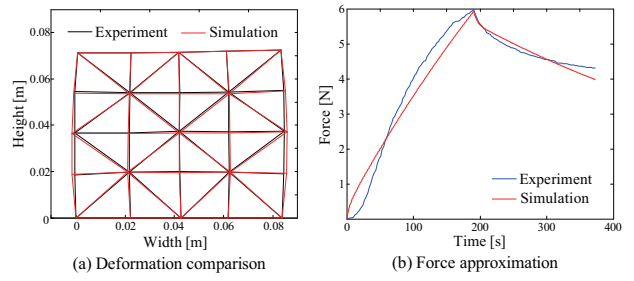 0.08
0.06
0.04
0.02
0
Height [m]
Experiment
Simulation
0
0.02
0.04
0.06
0.08
Width [m]
(a) Deformation comparison
6
5
4
3
2
1
0
Force [N]
Experiment
Simulation
0
100
200
300
400
Time [s]
(b) Force approximation